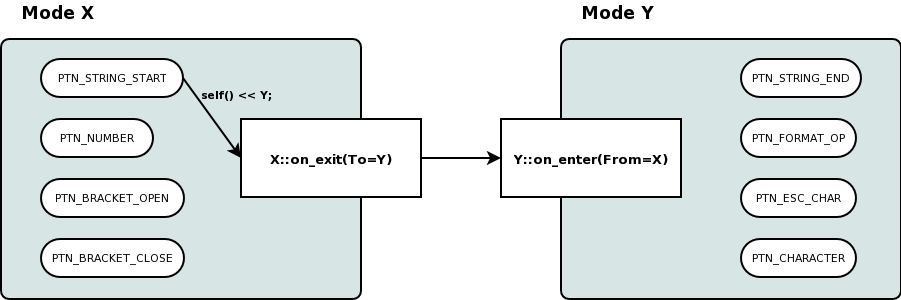 Mode X
Mode Y
PTN_STRING_START
self() << Y;
PTN_NUMBER
PTN_BRACKET_OPEN
PTN_BRACKET_CLOSE
X::on_exit(To=Y)
Y::on_enter(From=X)
PTN_STRING_END
PTN_FORMAT_OP
PTN_ESC_CHAR
PTN_CHARACTER